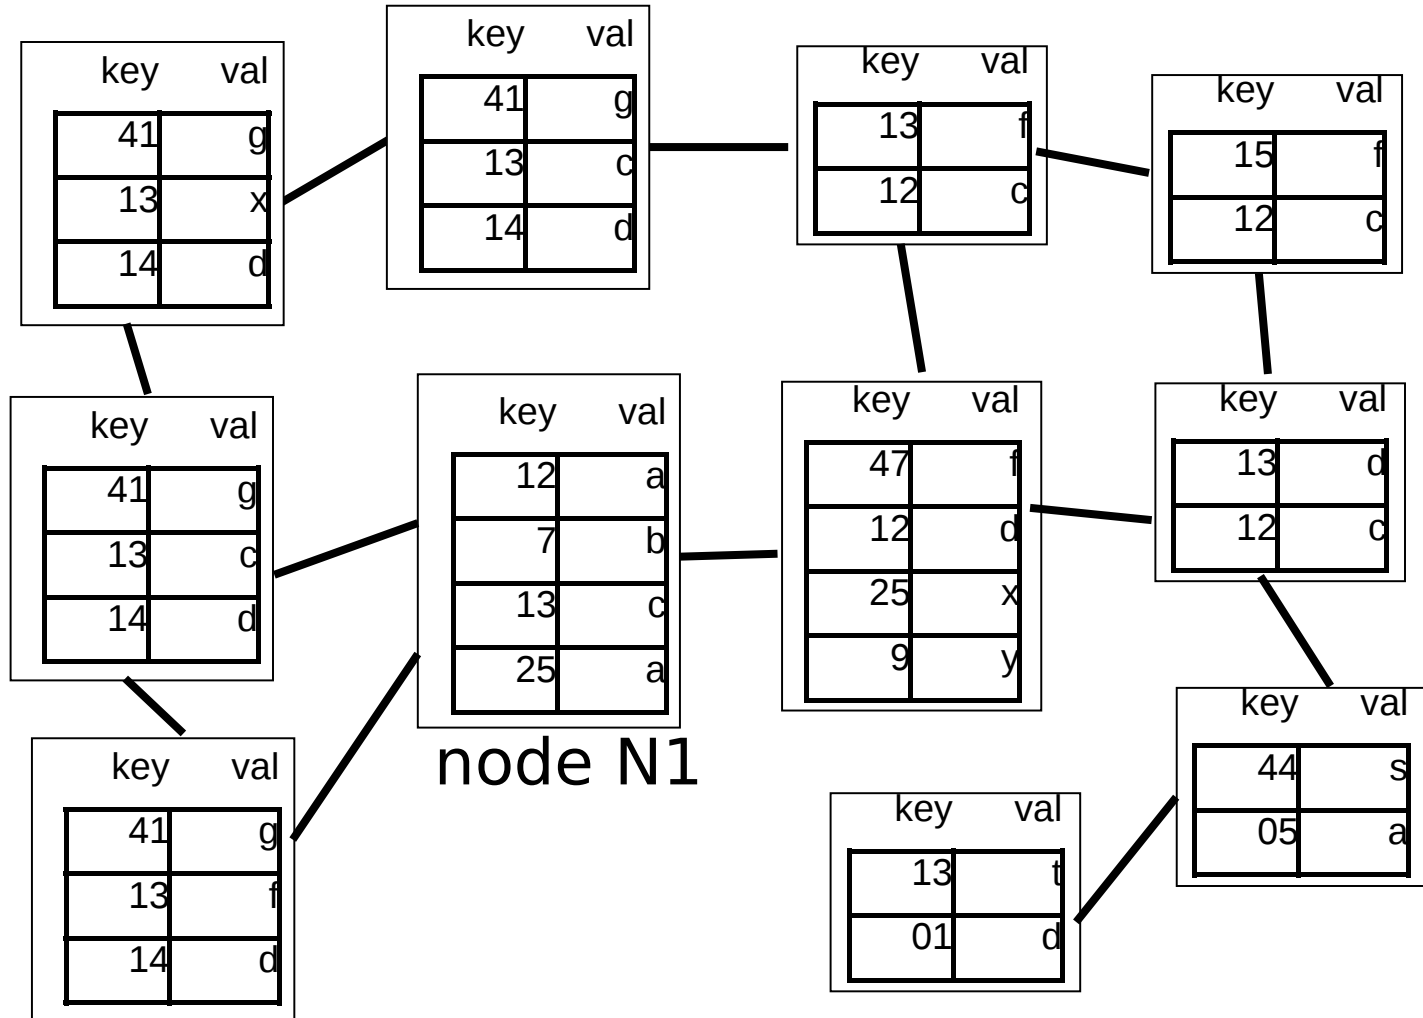 key val
41 g
13 x
14 d
key val
41 g
13 c
14 d
key val
13 f
12 c
key val
15 f
12 c
key val
41 g
13 c
14 d
key val
12 a
7 b
13 c
25 a
node N1
key val
47 f
12 d
25 x
9 y
key val
13 d
12 c
key val
41 g
13 f
14 d
key val
13 t
01 d
key val
44 s
05 a